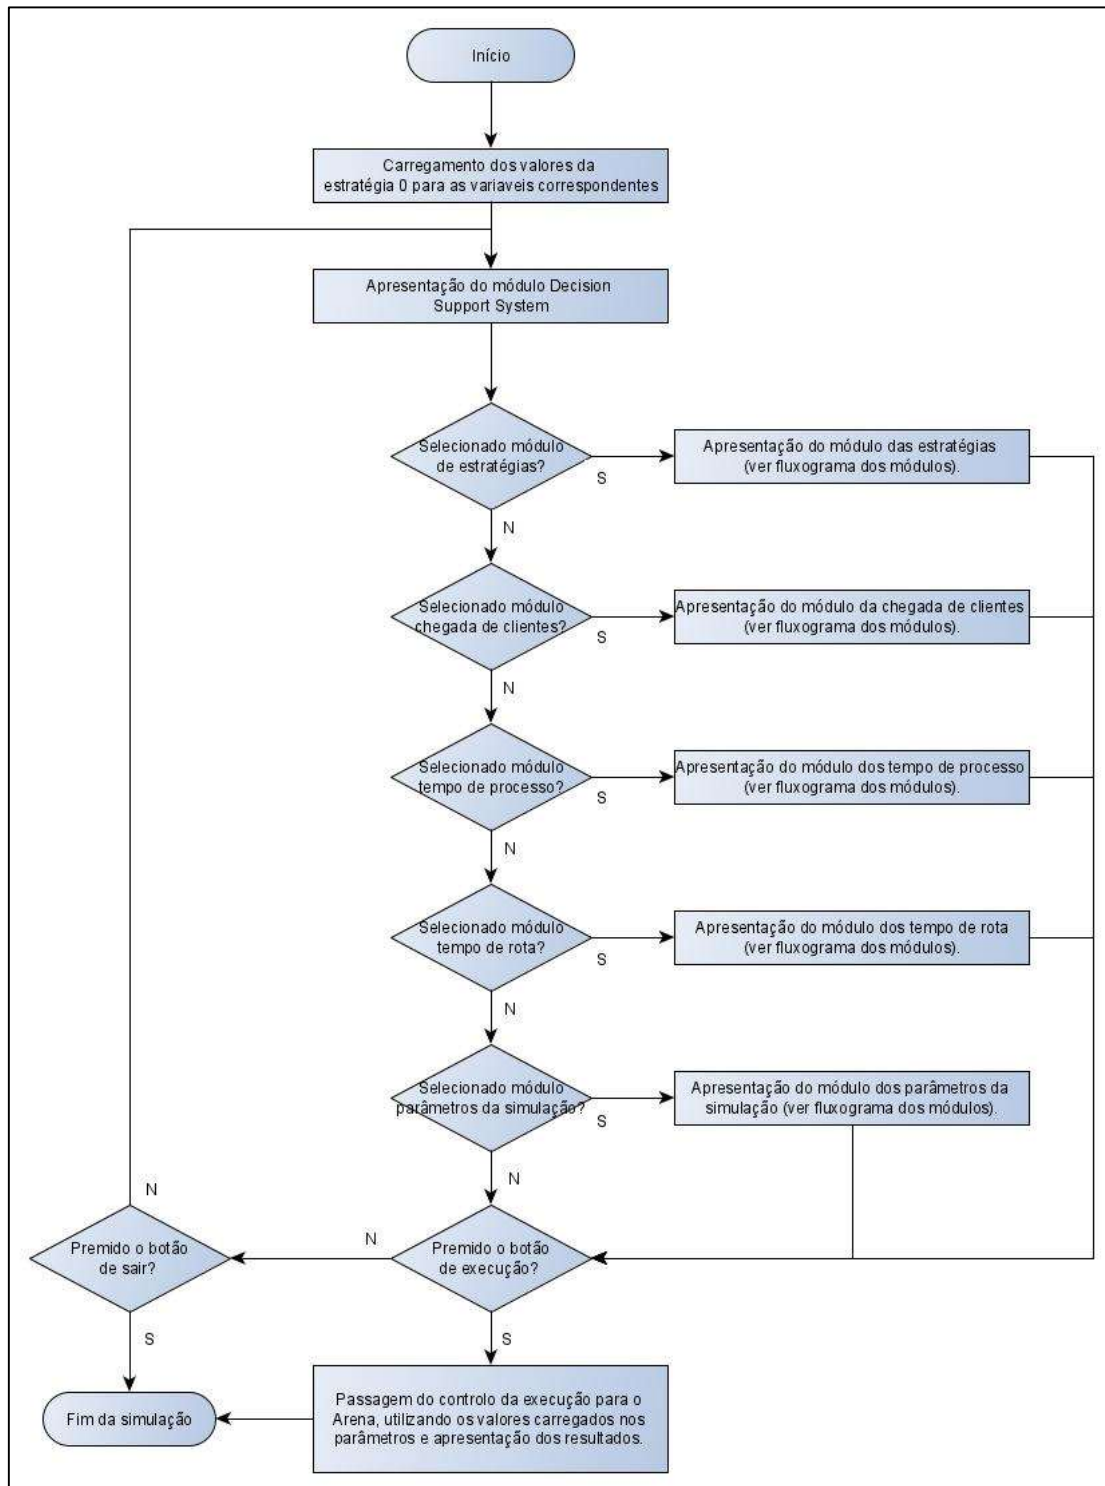 Início
Carregamento dos valores da
estratégia 0 para as variaveis correspondentes
Apresentação do módulo Decision
Support System
Selecionado módulo
de estratégias?
S
Apresentação do módulo das estratégias
(ver fluxograma dos módulos).
N
Selecionado módulo
chegada de clientes?
S
Apresentação do módulo da chegada de clientes
(ver fluxograma dos módulos).
N
Selecionado módulo
tempo de processo?
S
Apresentação do módulo dos tempo de processo
(ver fluxograma dos módulos).
N
Selecionado módulo
tempo de rota?
S
Apresentação do módulo dos tempo de rota
(ver fluxograma dos módulos).
N
Selecionado módulo
parâmetros da simulação?
S
Apresentação do módulo dos parâmetros da
simulação (ver fluxograma dos módulos).
N
N
Premido o botão
de sair?
N
Premido o botão
de execução?
S
S
Fim da simulação
Passagem do controlo da execução para o
Arena, utilizando os valores carregados nos
parâmetros e apresentação dos resultados.